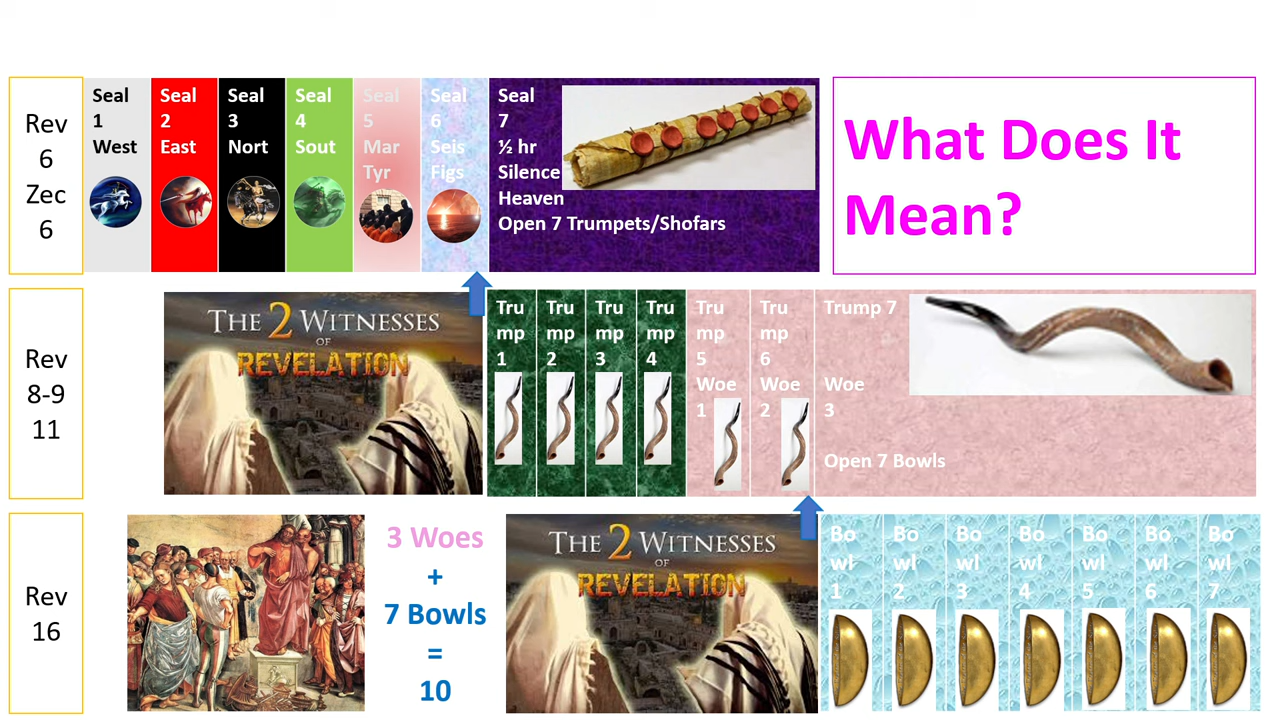 Rev
6
Zec
6
Seal
1
West
Seal
2
East
Seal
3
Nort
Seal
4
Sout
Seal
5
Mar
Tyr
Seal
6
Seis
Figs
Seal
7
½ hr
Silence
Heaven
Open 7 Trumpets/Shofars
What Does It
Mean?
Rev
8-9
11
THE 2 WITNESSES
OF
REVELATION
Tru
mp
1
Tru
mp
2
Tru
mp
3
Tru
mp
4
Tru
mp
5
Woe
1
Tru
mp
6
Woe
2
Trump 7
Woe
3
Open 7 Bowls
Rev
16
3 Woes
+
7 Bowls
=
10
THE 2 WITNESSES
OF
REVELATION
Bo
wl
1
Bo
wl
2
Bo
wl
3
Bo
wl
4
Bo
wl
5
Bo
wl
6
Bo
wl
7